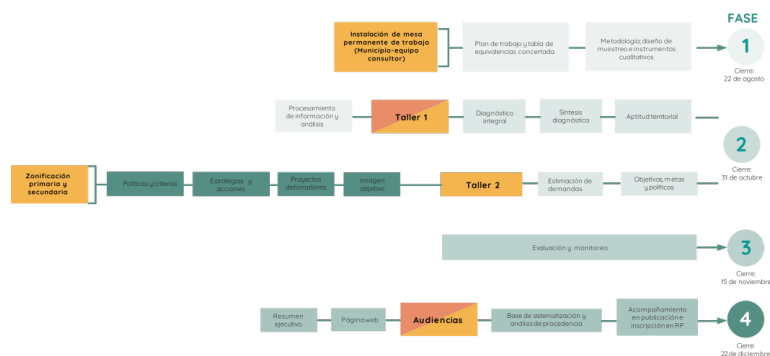 FASE
Instalación de mesa
permanente de trabajo
(Municipio-equipo
consultor)
Plan de trabajo y tabla de
equivalencias concertada
Metodología; diseño de
muestreo e instrumentos
cualitativos
1
Cierre:
22 de agosto
Procesamiento
de información y
análisis
Taller 1
Diagnóstico
integral
Síntesis
diagnóstica
Aptitud territorial
2
Cierre:
31 de octubre
Zonificación
primaria y
secundaria
Políticas y criterios
Estrategias y
acciones
Proyectos
detonadores
Imagen
objetivo
Taller 2
Estimación de
demandas
Objetivos, metas
y políticas
Evaluación y monitoreo
3
Cierre:
15 de noviembre
Resumen
ejecutivo
Página web
Audiencias
Base de sistematización y
análisis de procedencia
Acompañamiento
en publicación e
inscripción en RP
4
Cierre:
22 de diciembre